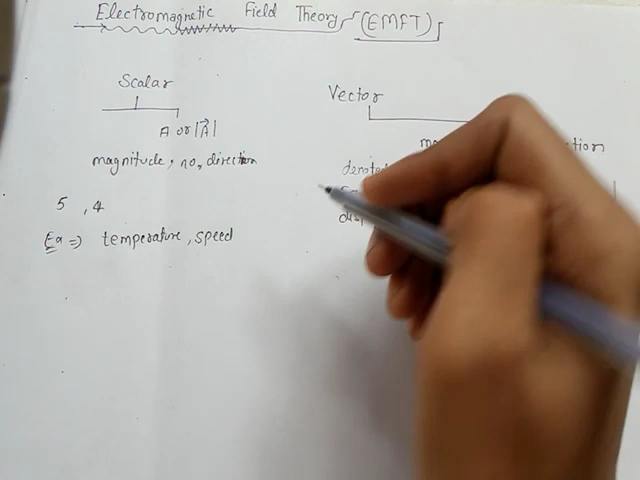 Electromagnetic Field Theory (EMFT)
Scalar
A or |A⃗|
magnitude, no, direction
5 , 4
Ex => temperature, speed
Vector